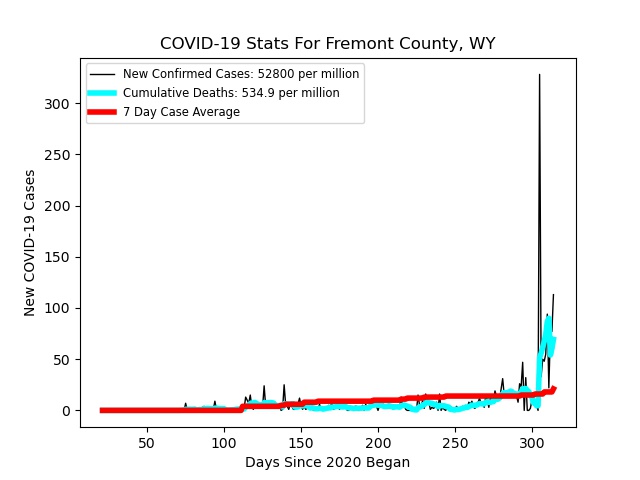 COVID-19 Stats For Fremont County, WY
New Confirmed Cases: 52800 per million
Cumulative Deaths: 534.9 per million
7 Day Case Average
New COVID-19 Cases
300
250
200
150
100
50
0
50 100 150 200 250 300
Days Since 2020 Began